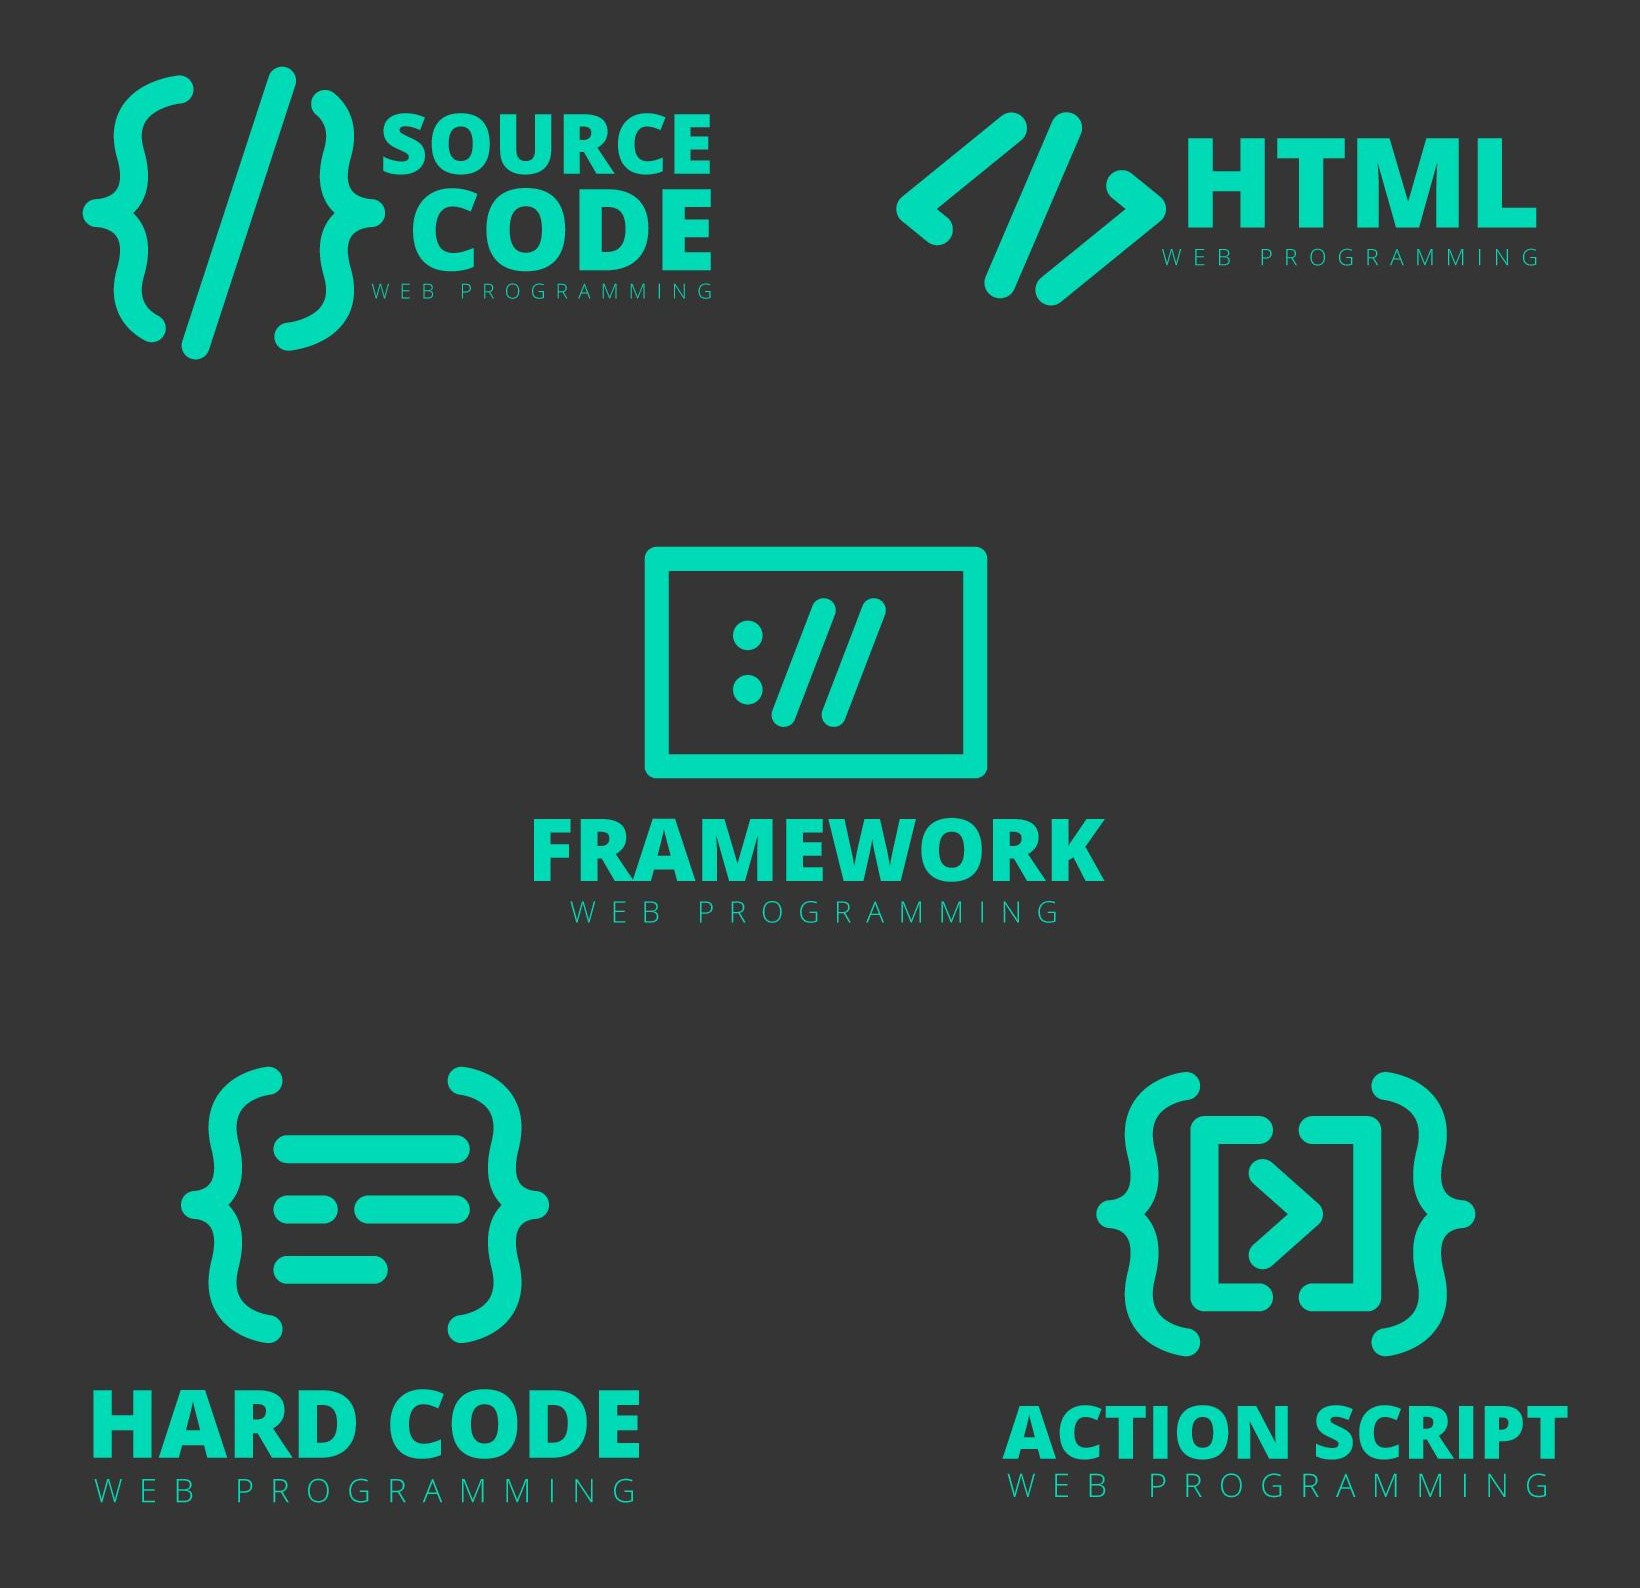 SOURCE
CODE
WEB PROGRAMMING
HTML
WEB PROGRAMMING
://
FRAMEWORK
WEB PROGRAMMING
HARD CODE
WEB PROGRAMMING
ACTION SCRIPT
WEB PROGRAMMING